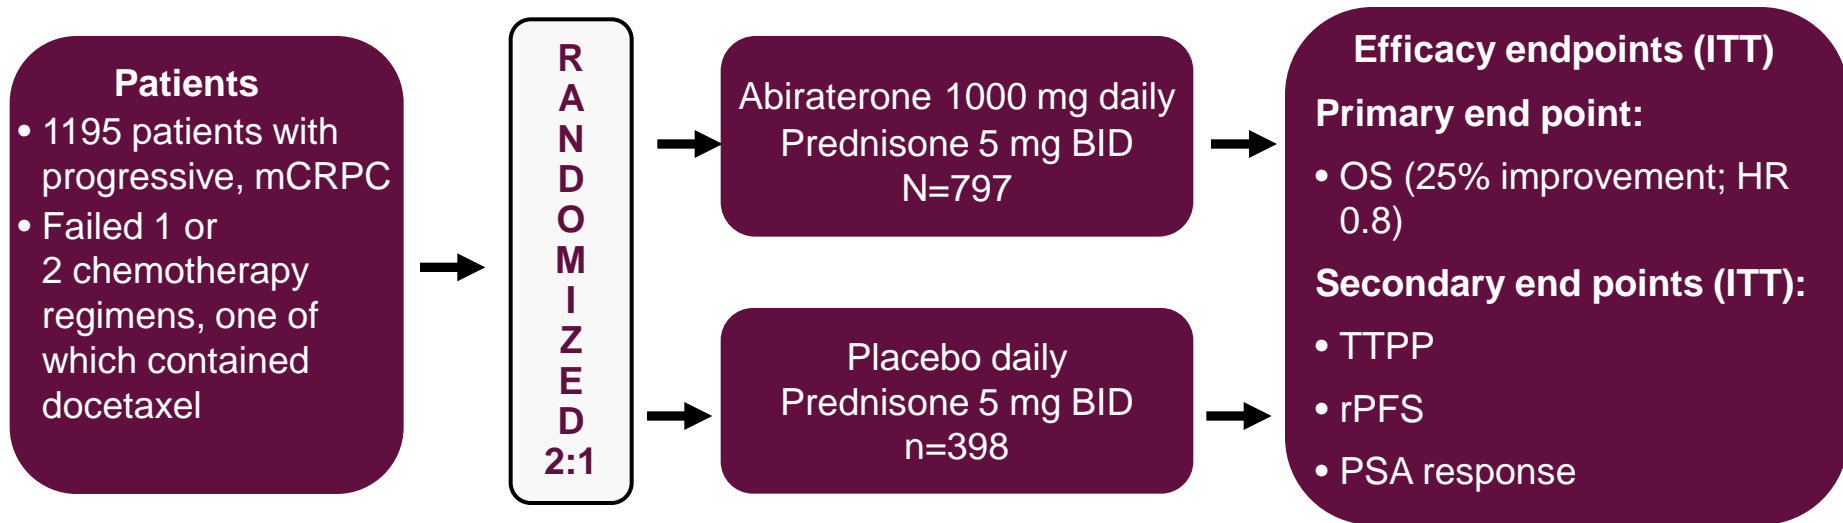 Patients
• 1195 patients with
progressive, mCRPC
• Failed 1 or
2 chemotherapy
regimens, one of
which contained
docetaxel
R
A
N
D
O
M
I
Z
E
D
2:1
Abiraterone 1000 mg daily
Prednisone 5 mg BID
N=797
Placebo daily
Prednisone 5 mg BID
n=398
Efficacy endpoints (ITT)
Primary end point:
• OS (25% improvement; HR
0.8)
Secondary end points (ITT):
• TTPP
• rPFS
• PSA response